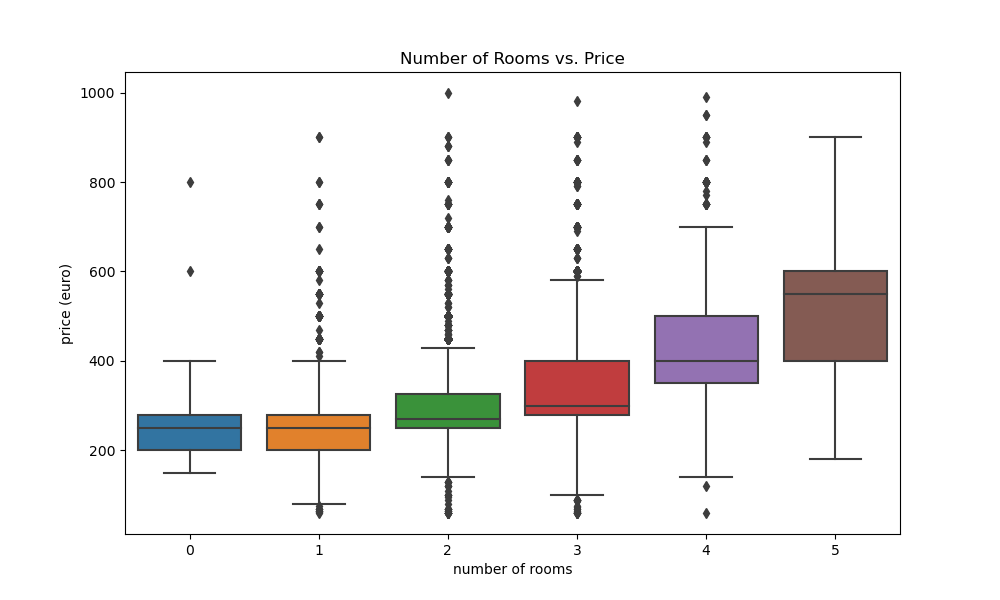 Number of Rooms vs. Price
1000
800
600
400
200
price (euro)
0 1 2 3 4 5
number of rooms